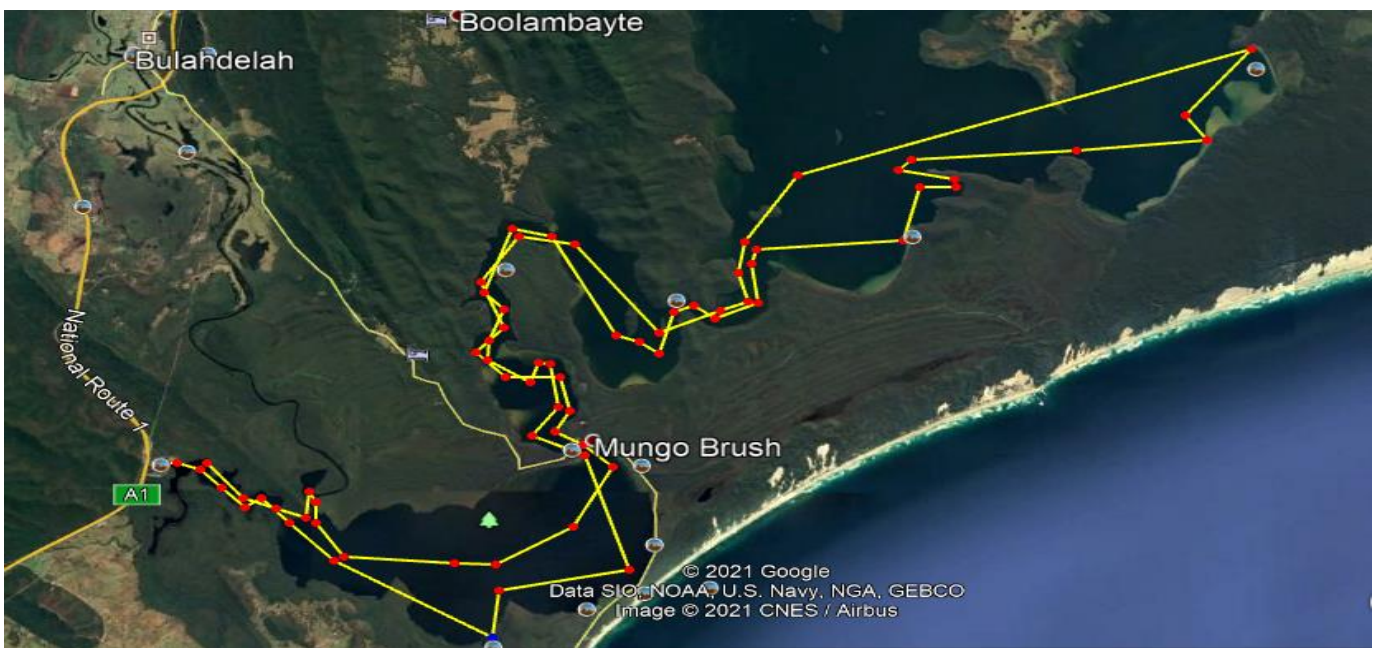 Boolambayte
Bulahdelah
National Route 1
Mungo Brush
A1
© 2021 Google
Data SIO, NOAA, U.S. Navy, NGA, GEBCO
Image © 2021 CNES / Airbus